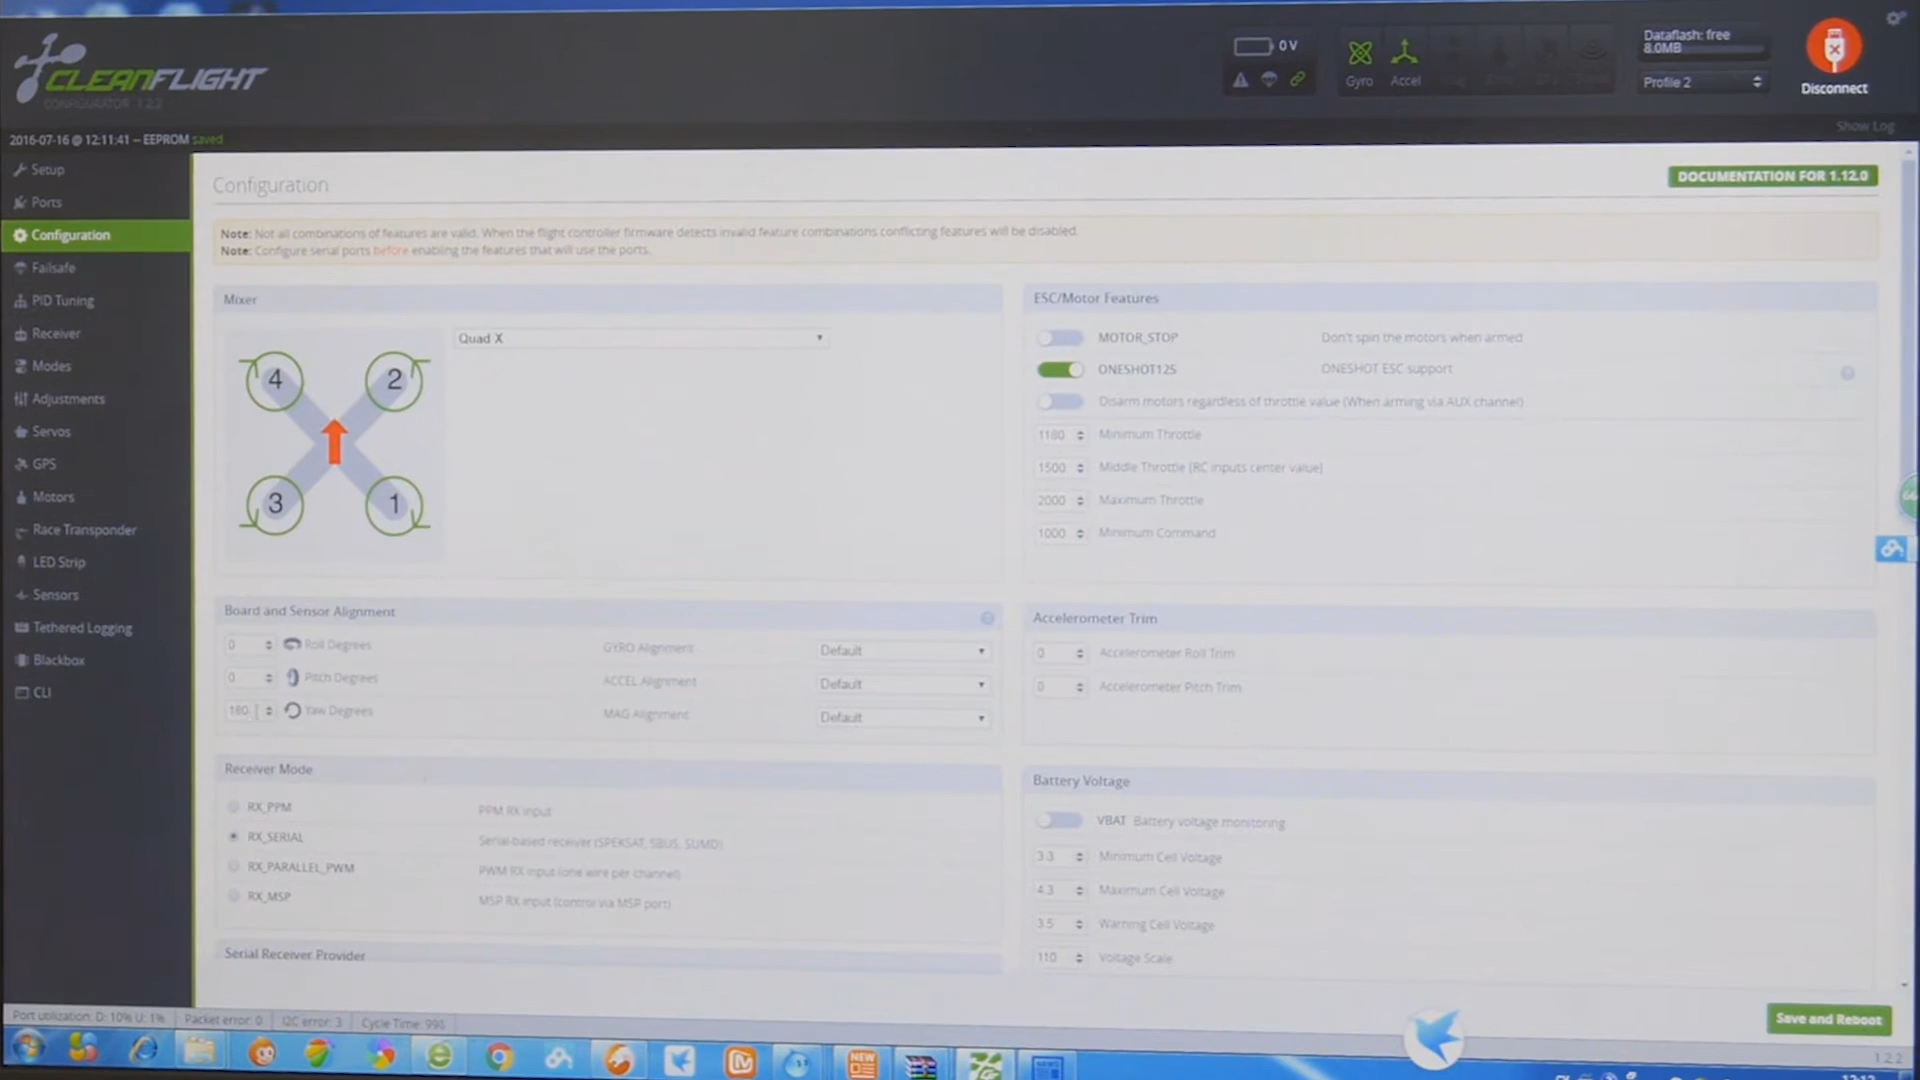 CLEANFLIGHT
CONFIGURATOR 1.2.2
0 V
Gyro
Accel
Dataflash: free
8.0MB
Profile 2
Disconnect
Show Log
2016-07-16 @ 12:11:41 -- EEPROM saved
Setup
Ports
Configuration
Failsafe
PID Tuning
Receiver
Modes
Adjustments
Servos
GPS
Motors
Race Transponder
LED Strip
Sensors
Tethered Logging
Blackbox
CLI
Configuration
DOCUMENTATION FOR 1.12.0
Note: Not all combinations of features are valid. When the flight controller firmware detects invalid feature combinations conflicting features will be disabled.
Note: Configure serial ports before enabling the features that will use the ports.
Mixer
Quad X
4
2
3
1
ESC/Motor Features
MOTOR_STOP Don't spin the motors when armed
ONESHOT125 ONESHOT ESC support
Disarm motors regardless of throttle value (When arming via AUX channel)
1180 Minimum Throttle
1500 Middle Throttle [RC inputs center value]
2000 Maximum Throttle
1000 Minimum Command
Board and Sensor Alignment
0 Roll Degrees GYRO Alignment Default
0 Pitch Degrees ACCEL Alignment Default
180 Yaw Degrees MAG Alignment Default
Accelerometer Trim
0 Accelerometer Roll Trim
0 Accelerometer Pitch Trim
Receiver Mode
RX_PPM PPM RX input
RX_SERIAL Serial-based receiver (SPEKSAT, SBUS, SUMD)
RX_PARALLEL_PWM PWM RX input (one wire per channel)
RX_MSP MSP RX input (control via MSP port)
Serial Receiver Provider
Battery Voltage
VBAT Battery voltage monitoring
3.3 Minimum Cell Voltage
4.3 Maximum Cell Voltage
3.5 Warning Cell Voltage
110 Voltage Scale
Save and Reboot
Port utilization: D: 10% U: 1% Packet error: 0 I2C error: 3 Cycle Time: 995
1.2.2
NEW